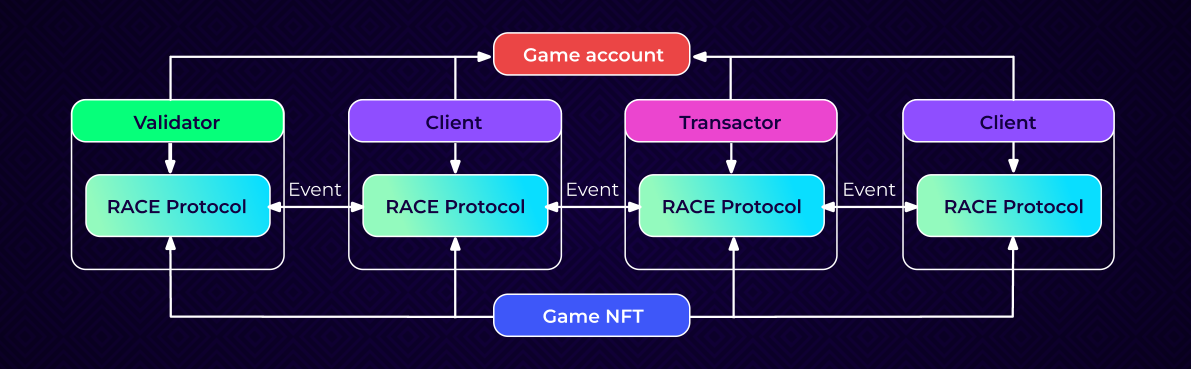 Game account
Validator
Client
Transactor
Client
Event
Event
Event
RACE Protocol
RACE Protocol
RACE Protocol
RACE Protocol
Game NFT